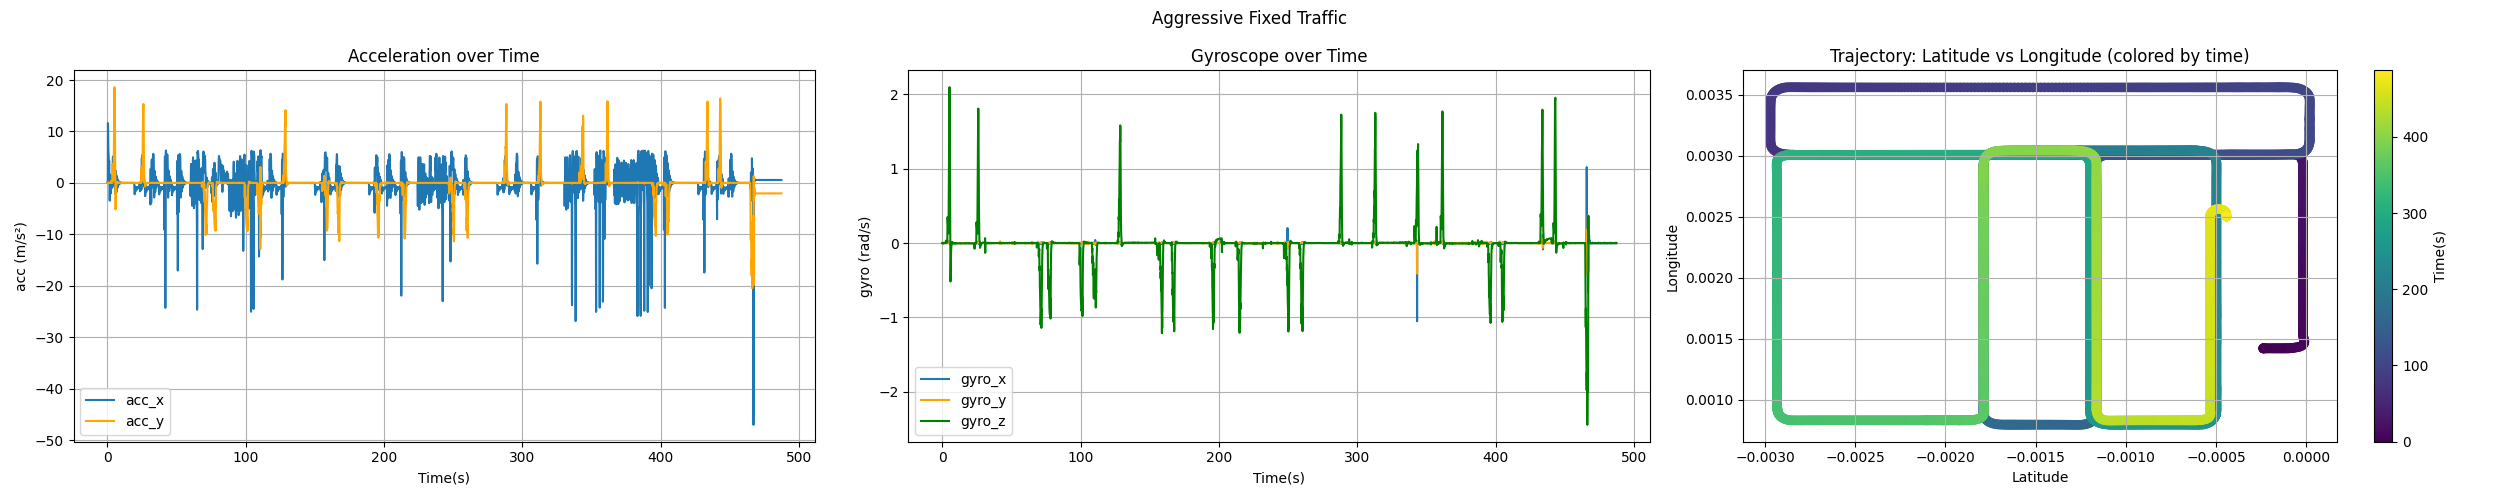 Aggressive Fixed Traffic
Acceleration over Time
20
10
0
−10
−20
−30
−40
−50
acc (m/s²)
acc_x
acc_y
0 100 200 300 400 500
Time(s)
Gyroscope over Time
2
1
0
−1
−2
gyro (rad/s)
gyro_x
gyro_y
gyro_z
0 100 200 300 400 500
Time(s)
Trajectory: Latitude vs Longitude (colored by time)
0.0035
0.0030
0.0025
0.0020
0.0015
0.0010
Longitude
−0.0030 −0.0025 −0.0020 −0.0015 −0.0010 −0.0005 0.0000
Latitude
400
300
200
100
0
Time(s)